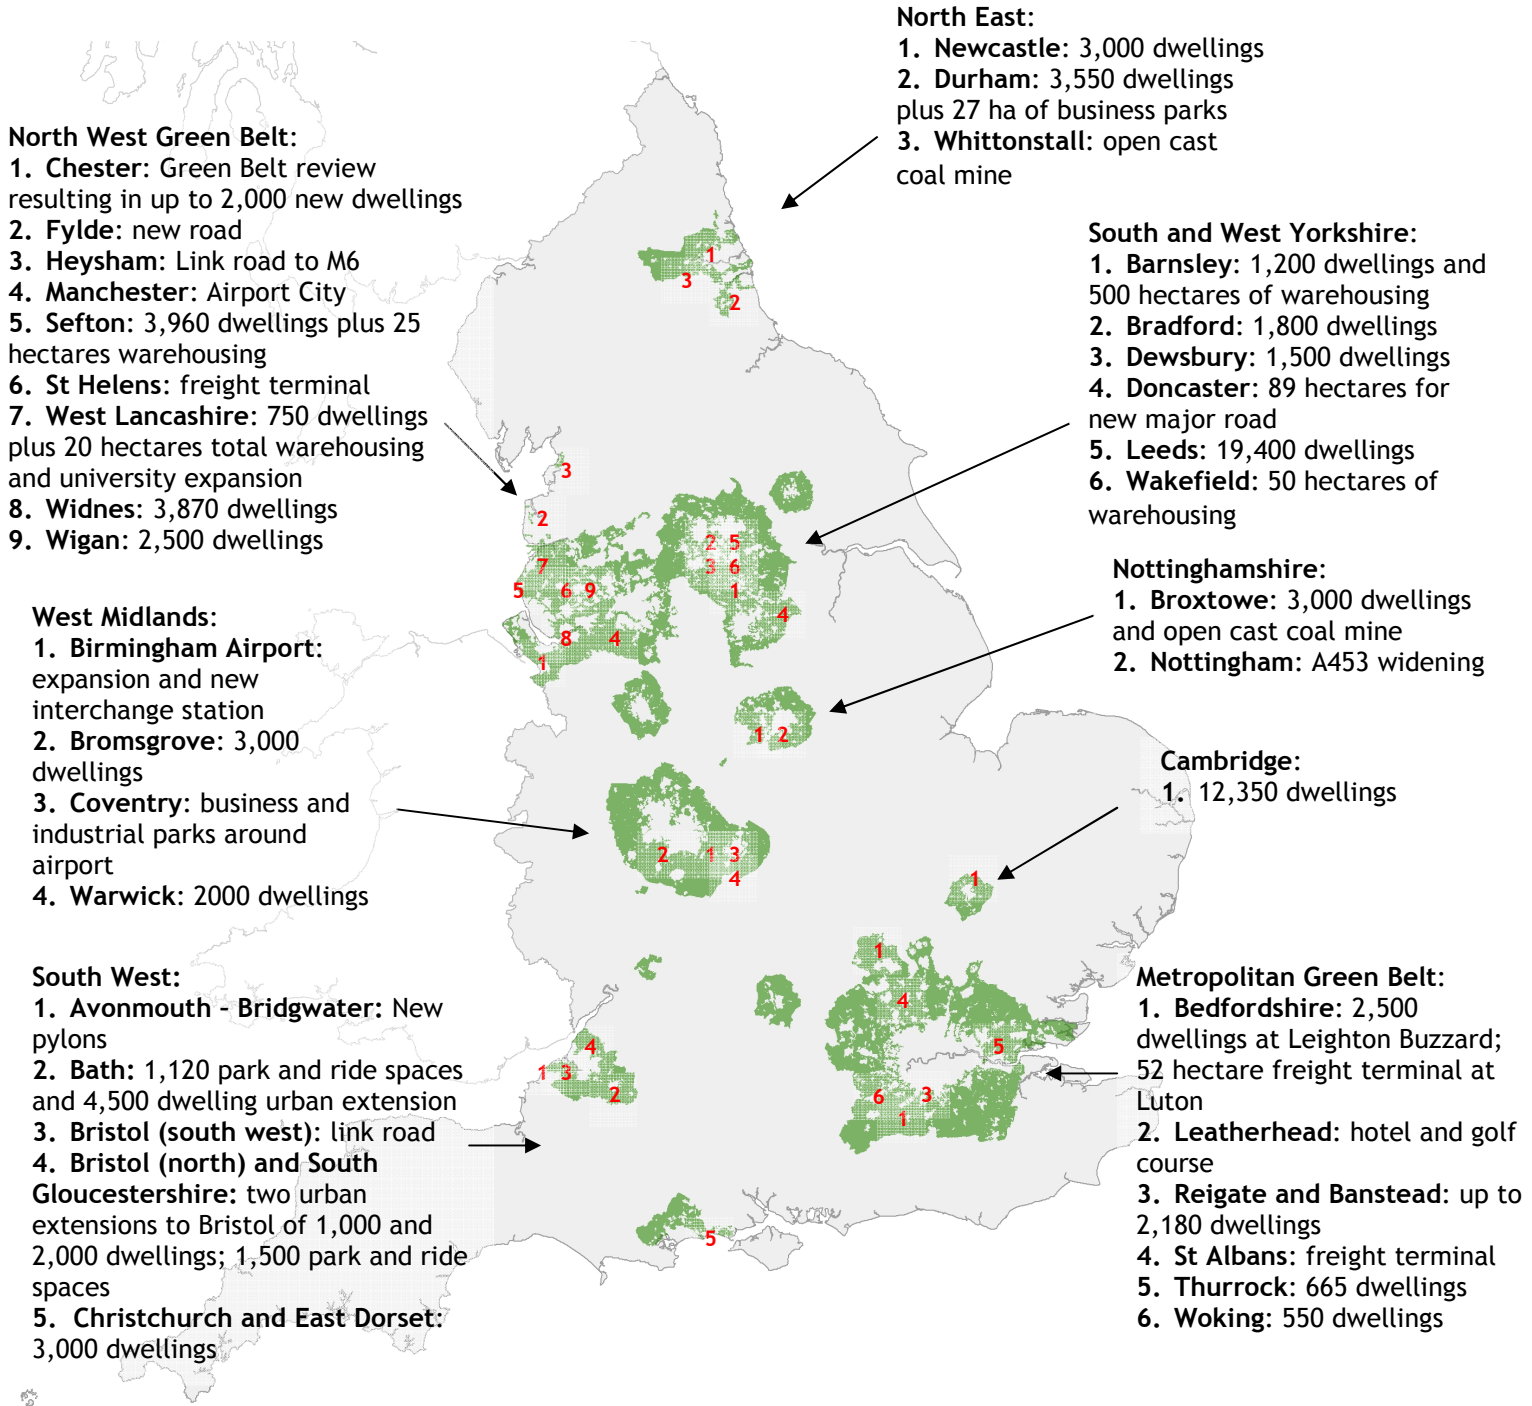 North East:
1. Newcastle: 3,000 dwellings
2. Durham: 3,550 dwellings
plus 27 ha of business parks
3. Whittonstall: open cast
coal mine
North West Green Belt:
1. Chester: Green Belt review
resulting in up to 2,000 new dwellings
2. Fylde: new road
3. Heysham: Link road to M6
4. Manchester: Airport City
5. Sefton: 3,960 dwellings plus 25
hectares warehousing
6. St Helens: freight terminal
7. West Lancashire: 750 dwellings
plus 20 hectares total warehousing
and university expansion
8. Widnes: 3,870 dwellings
9. Wigan: 2,500 dwellings
South and West Yorkshire:
1. Barnsley: 1,200 dwellings and
500 hectares of warehousing
2. Bradford: 1,800 dwellings
3. Dewsbury: 1,500 dwellings
4. Doncaster: 89 hectares for
new major road
5. Leeds: 19,400 dwellings
6. Wakefield: 50 hectares of
warehousing
Nottinghamshire:
1. Broxtowe: 3,000 dwellings
and open cast coal mine
2. Nottingham: A453 widening
West Midlands:
1. Birmingham Airport:
expansion and new
interchange station
2. Bromsgrove: 3,000
dwellings
3. Coventry: business and
industrial parks around
airport
4. Warwick: 2000 dwellings
Cambridge:
1. 12,350 dwellings
South West:
1. Avonmouth – Bridgwater: New
pylons
2. Bath: 1,120 park and ride spaces
and 4,500 dwelling urban extension
3. Bristol (south west): link road
4. Bristol (north) and South
Gloucestershire: two urban
extensions to Bristol of 1,000 and
2,000 dwellings; 1,500 park and ride
spaces
5. Christchurch and East Dorset:
3,000 dwellings
Metropolitan Green Belt:
1. Bedfordshire: 2,500
dwellings at Leighton Buzzard;
52 hectare freight terminal at
Luton
2. Leatherhead: hotel and golf
course
3. Reigate and Banstead: up to
2,180 dwellings
4. St Albans: freight terminal
5. Thurrock: 665 dwellings
6. Woking: 550 dwellings
1
3
2
3
2
7
5
6 9
8
4
1
2 5
3 6
1
4
1 2
2 1 3
4
1
1
4
5
6
3
1
4
1 3
2
5